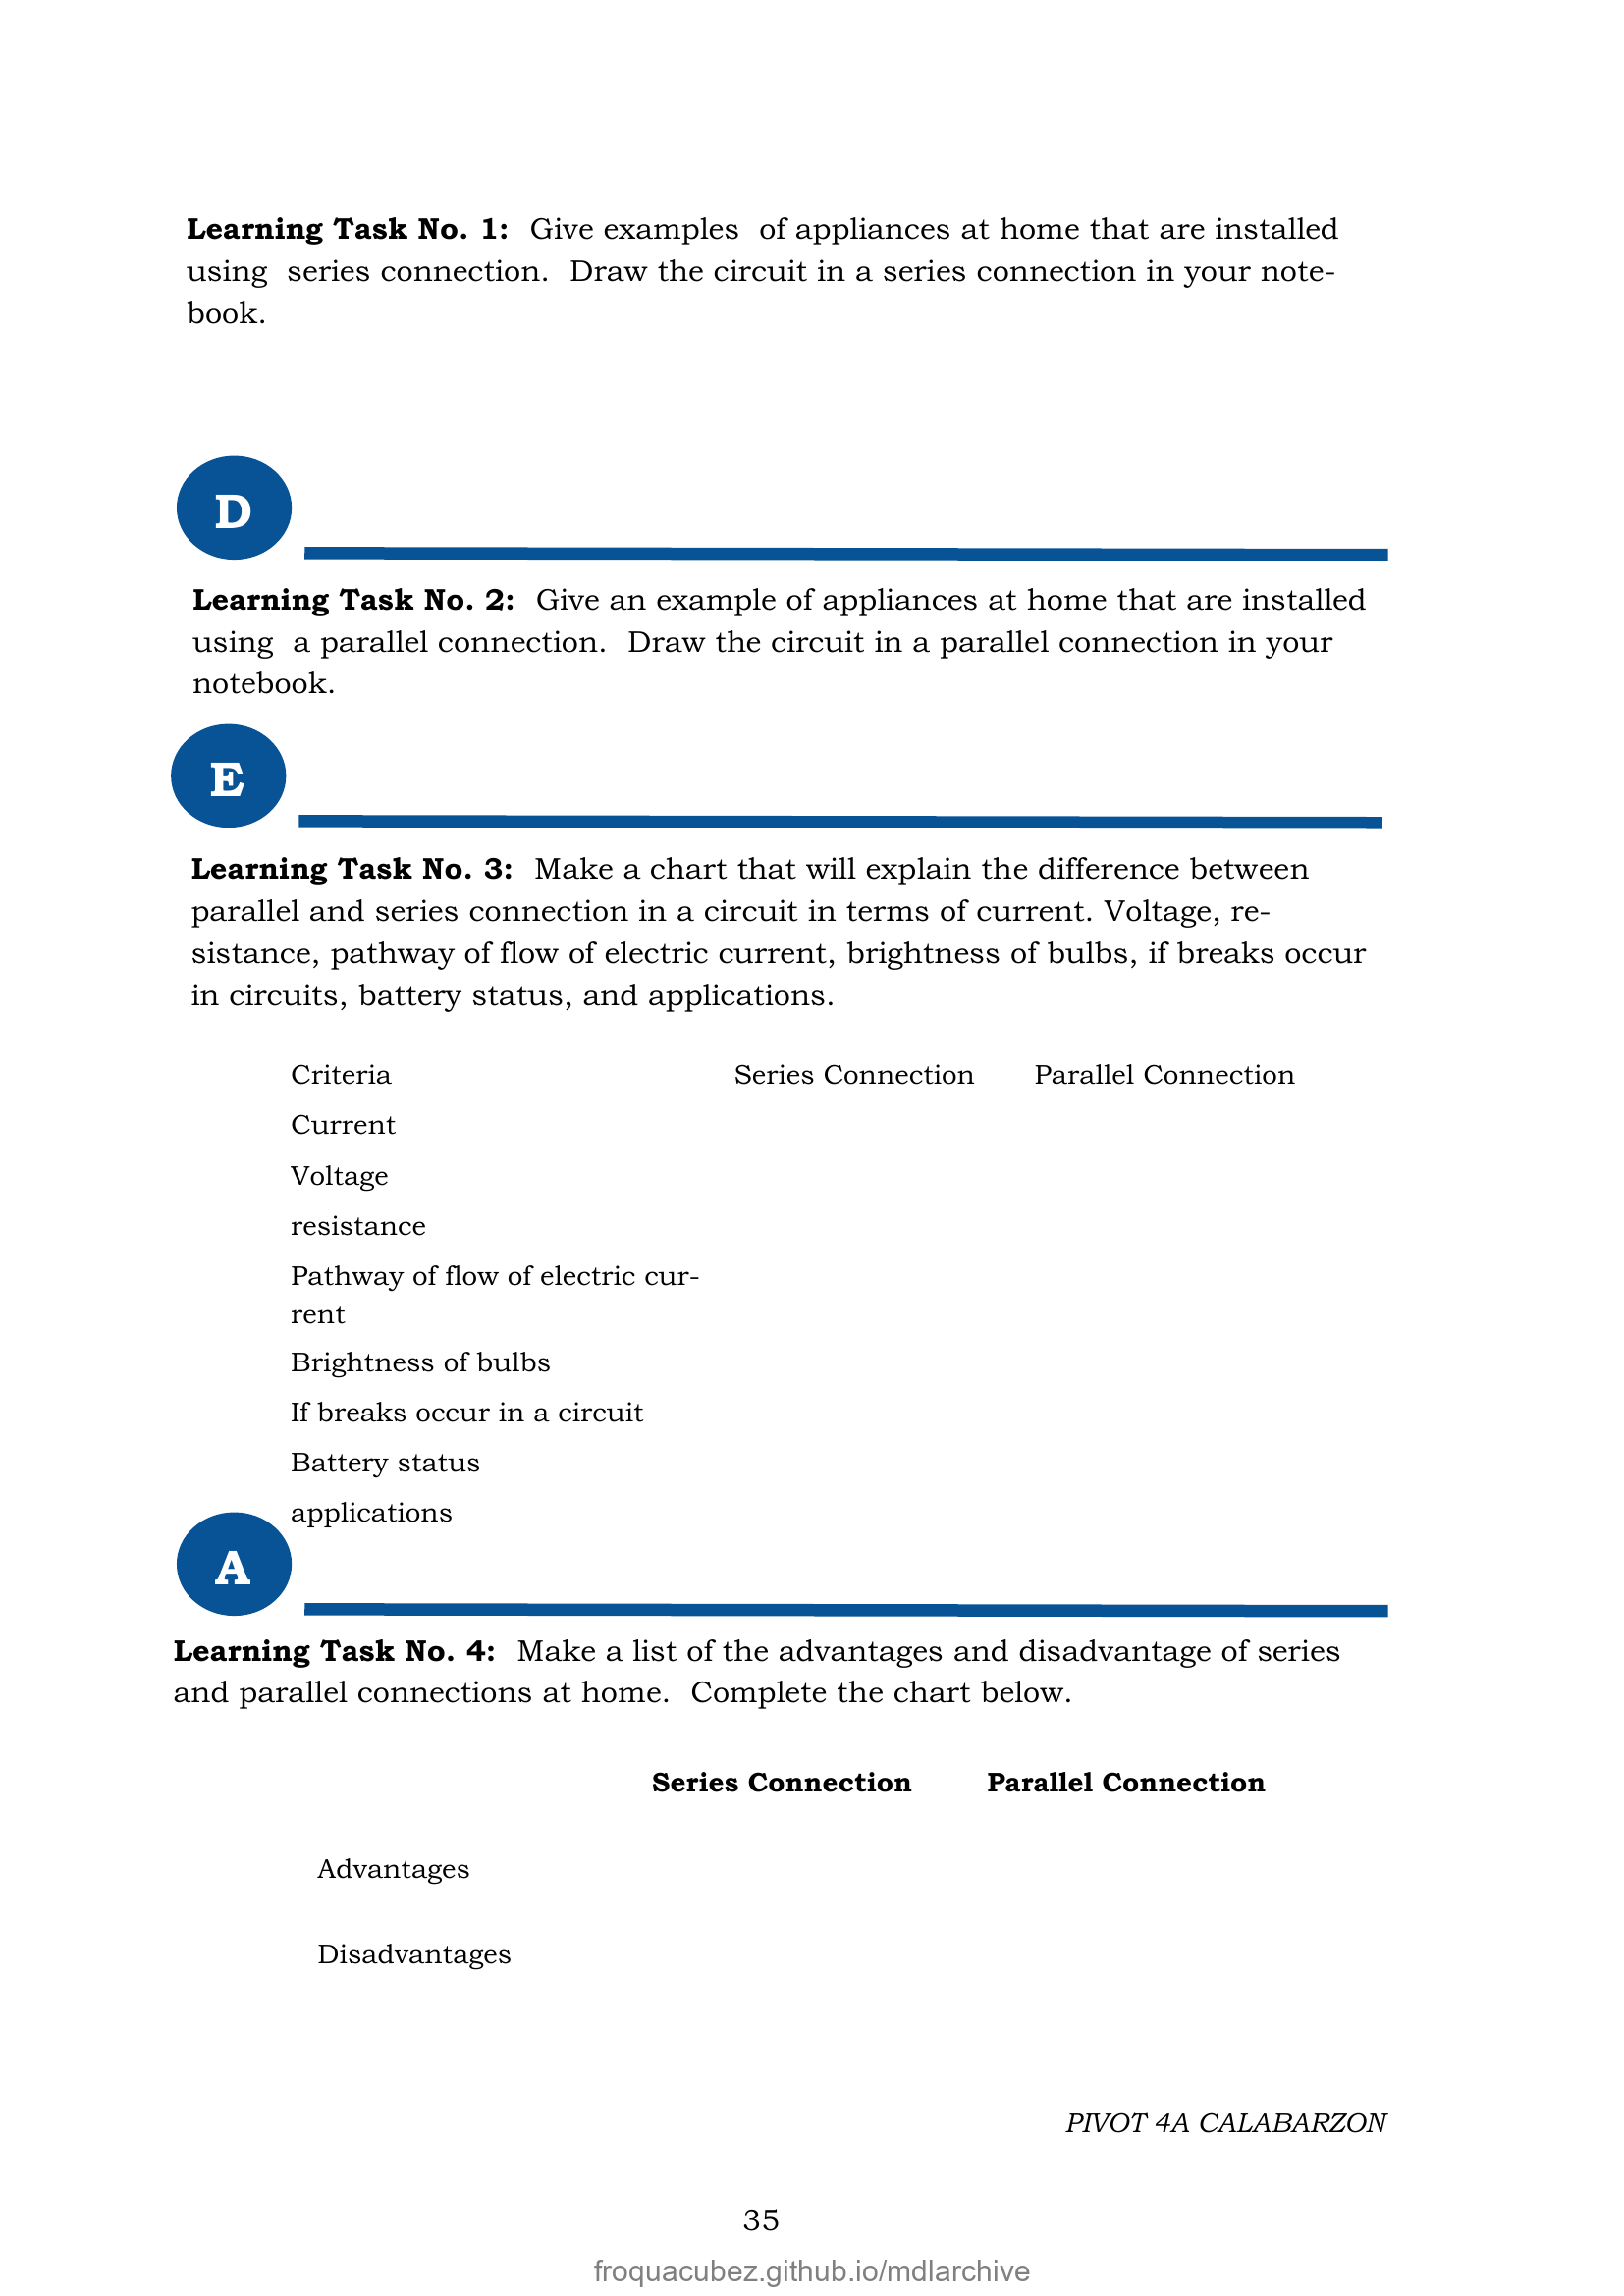 Learning Task No. 1: Give examples of appliances at home that are installed
using series connection. Draw the circuit in a series connection in your note-
book.
D
Learning Task No. 2: Give an example of appliances at home that are installed
using a parallel connection. Draw the circuit in a parallel connection in your
notebook.
E
Learning Task No. 3: Make a chart that will explain the difference between
parallel and series connection in a circuit in terms of current. Voltage, re-
sistance, pathway of flow of electric current, brightness of bulbs, if breaks occur
in circuits, battery status, and applications.
Criteria Series Connection Parallel Connection
Current
Voltage
resistance
Pathway of flow of electric cur-
rent
Brightness of bulbs
If breaks occur in a circuit
Battery status
applications
A
Learning Task No. 4: Make a list of the advantages and disadvantage of series
and parallel connections at home. Complete the chart below.
Series Connection Parallel Connection
Advantages
Disadvantages
PIVOT 4A CALABARZON
35
froquacubez.github.io/mdlarchive